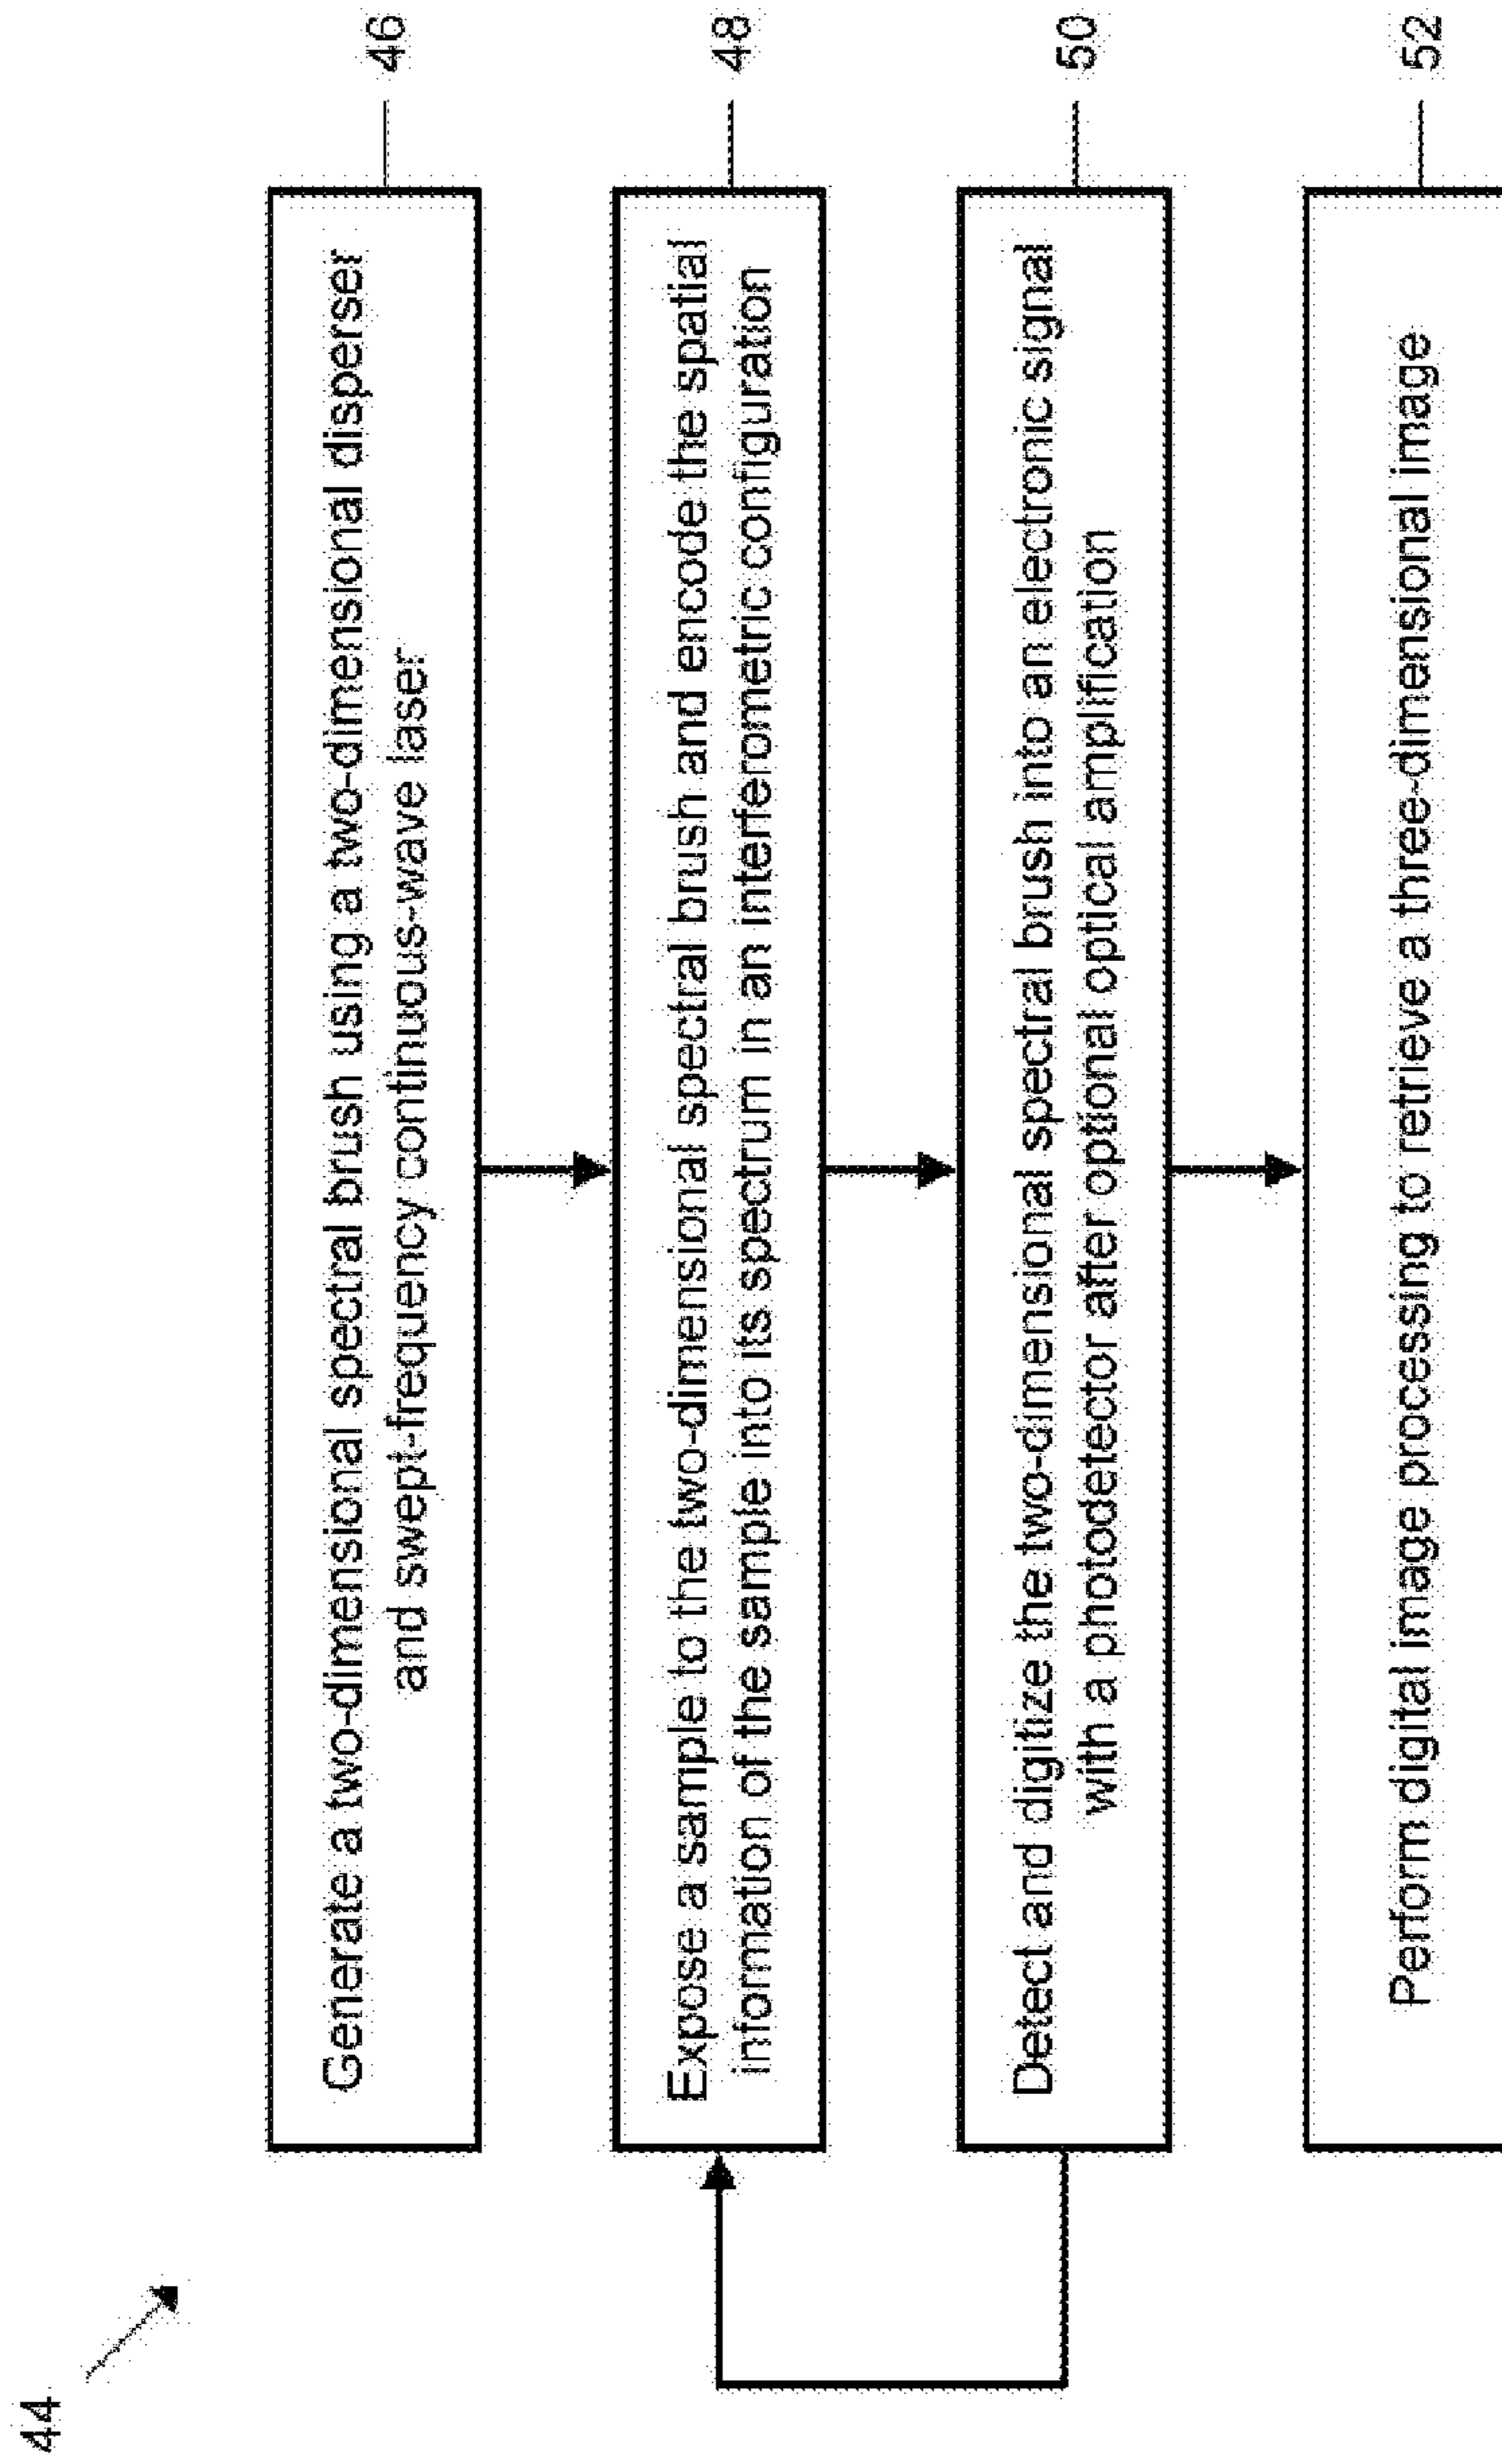 44
Generate a two-dimensional spectral brush using a two-dimensional disperser
and swept-frequency continuous-wave laser
46
Expose a sample to the two-dimensional spectral brush and encode the spatial
information of the sample into its spectrum in an interferometric configuration
48
Detect and digitize the two-dimensional spectral brush into an electronic signal
with a photodetector after optional optical amplification
50
Perform digital image processing to retrieve a three-dimensional image
52